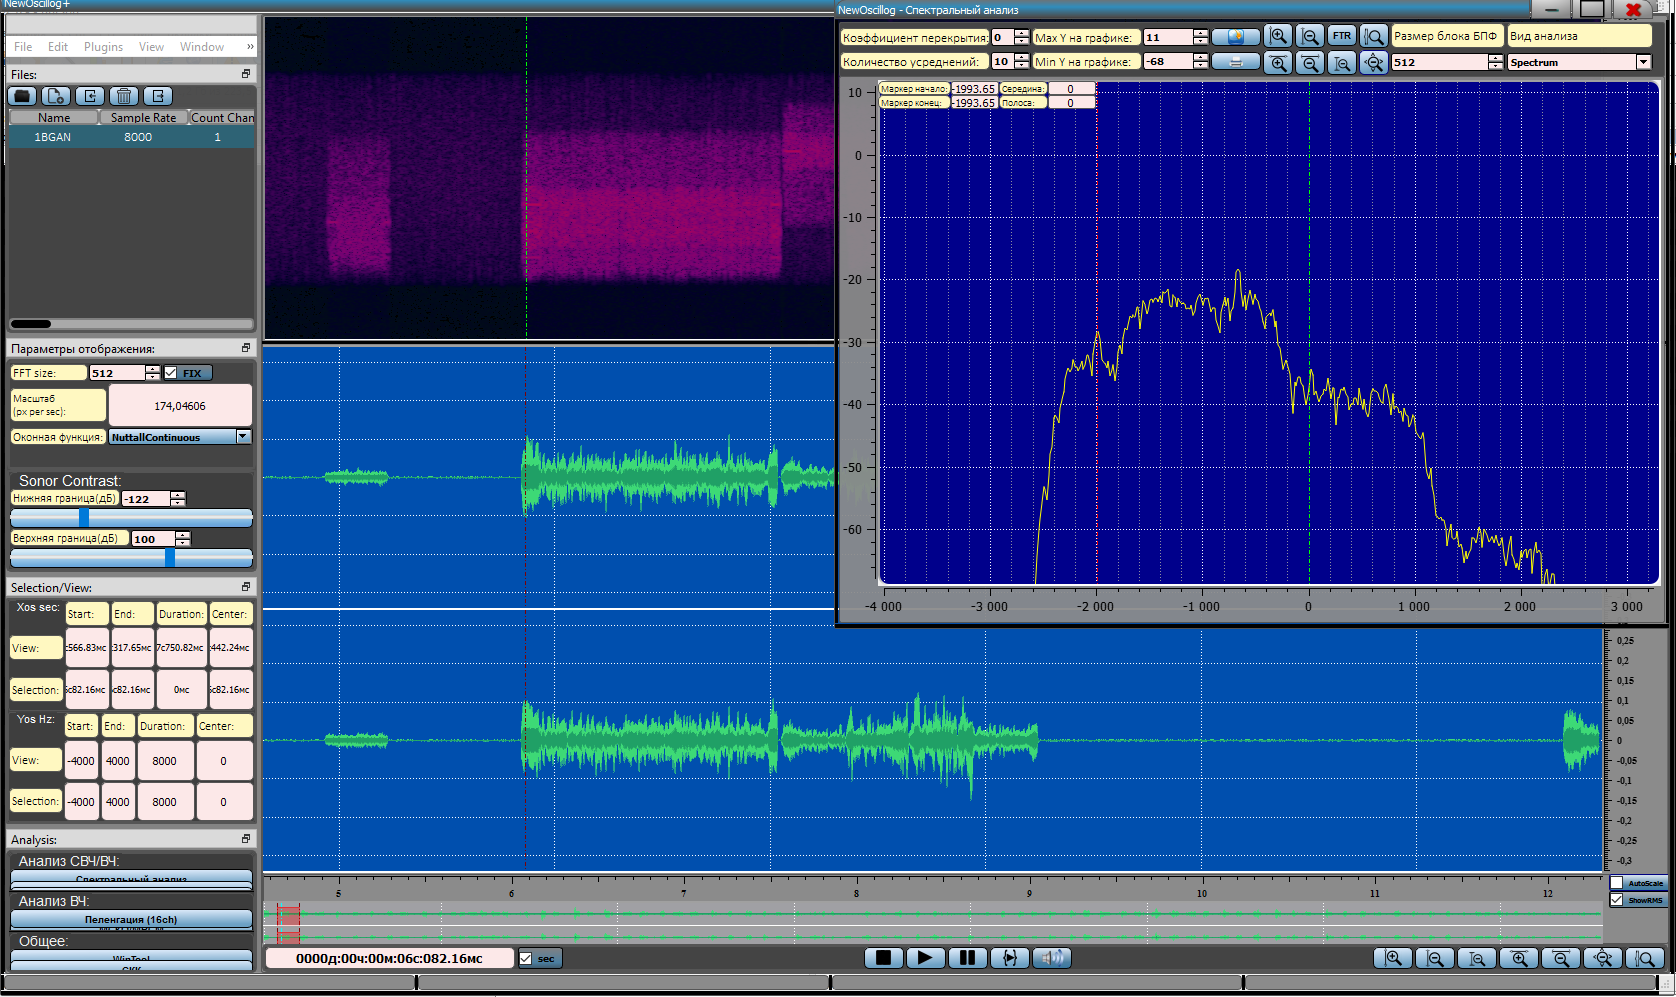 NewOscillog+
File Edit Plugins View Window »
Files:
Name Sample Rate Count Chan
1BGAN 8000 1
Параметры отображения:
FFT size: 512 FIX
Масштаб
(px per sec): 174,04606
Оконная функция: NuttallContinuous
Sonor Contrast:
Нижняя граница(дБ) -122
Верхняя граница(дБ) 100
Selection/View:
Xos sec: Start: End: Duration: Center:
View: :566.83мс :317.65мс 7с750.82мс :442.24мс
Selection: 0мс
Yos Hz: Start: End: Duration: Center:
View: -4000 4000 8000 0
Selection: -4000 4000 8000 0
Analysis:
Анализ СВЧ/ВЧ:
Спектральный анализ
Анализ ВЧ:
Пеленгация (16ch)
Общее:
WinTool
СКК
NewOscillog - Спектральный анализ
Коэффициент перекрытия: 0 Max Y на графике: 11 FTR Размер блока БПФ Вид анализа
Количество усреднений: 10 Min Y на графике: -68 512 Spectrum
Маркер начало: -1993.65 Середина: 0
Маркер конец: -1993.65 Полоса: 0
10
0
-10
-20
-30
-40
-50
-60
-4 000 -3 000 -2 000 -1 000 0 1 000 2 000 3 000
0,25
0,2
0,15
0,1
0,05
0
-0,05
-0,1
-0,15
-0,2
-0,25
-0,3
5 6 7 8 9 10 11 12
AutoScale
ShowRMS
0000д:00ч:00м:06с:082.16мс sec